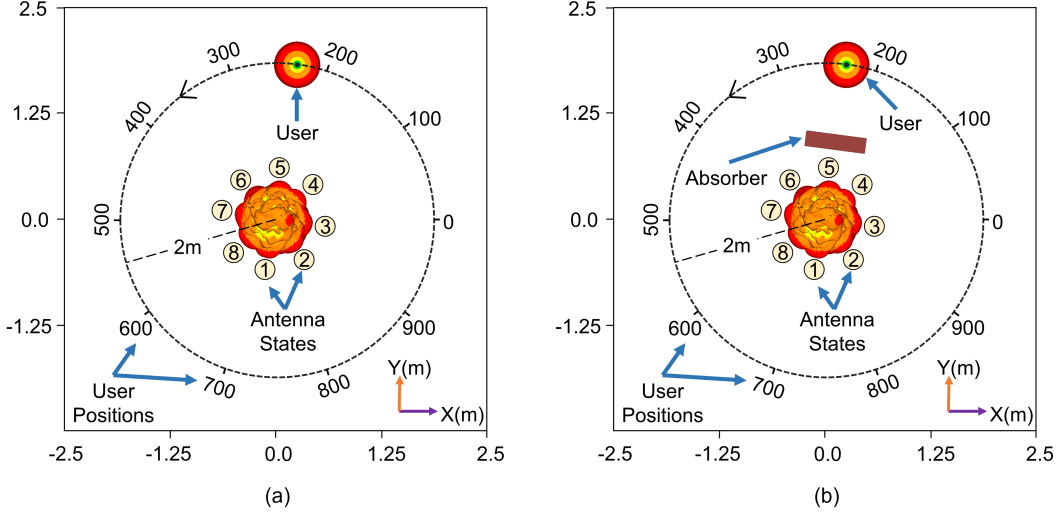 2.5
1.25
0.0
-1.25
-2.5
-1.25
0.0
1.25
2.5
300
200
400
100
500
0
600
900
700
800
User
5
6
4
7
3
8
2
1
2m
Antenna
States
User
Positions
Y(m)
X(m)
(a)
2.5
1.25
0.0
-1.25
-2.5
-1.25
0.0
1.25
2.5
300
200
400
100
500
0
600
900
700
800
User
Absorber
5
6
4
7
3
8
2
1
2m
Antenna
States
User
Positions
Y(m)
X(m)
(b)